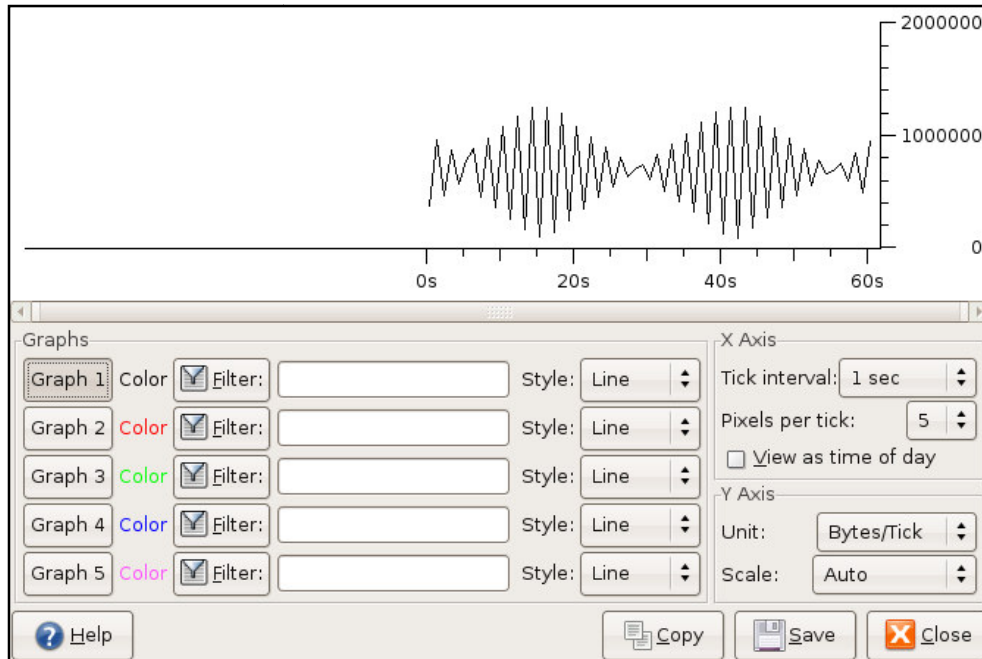 2000000
1000000
0
0s 20s 40s 60s
Graphs
Graph 1 Color Filter: Style: Line
Graph 2 Color Filter: Style: Line
Graph 3 Color Filter: Style: Line
Graph 4 Color Filter: Style: Line
Graph 5 Color Filter: Style: Line
X Axis
Tick interval: 1 sec
Pixels per tick: 5
View as time of day
Y Axis
Unit: Bytes/Tick
Scale: Auto
Help Copy Save Close